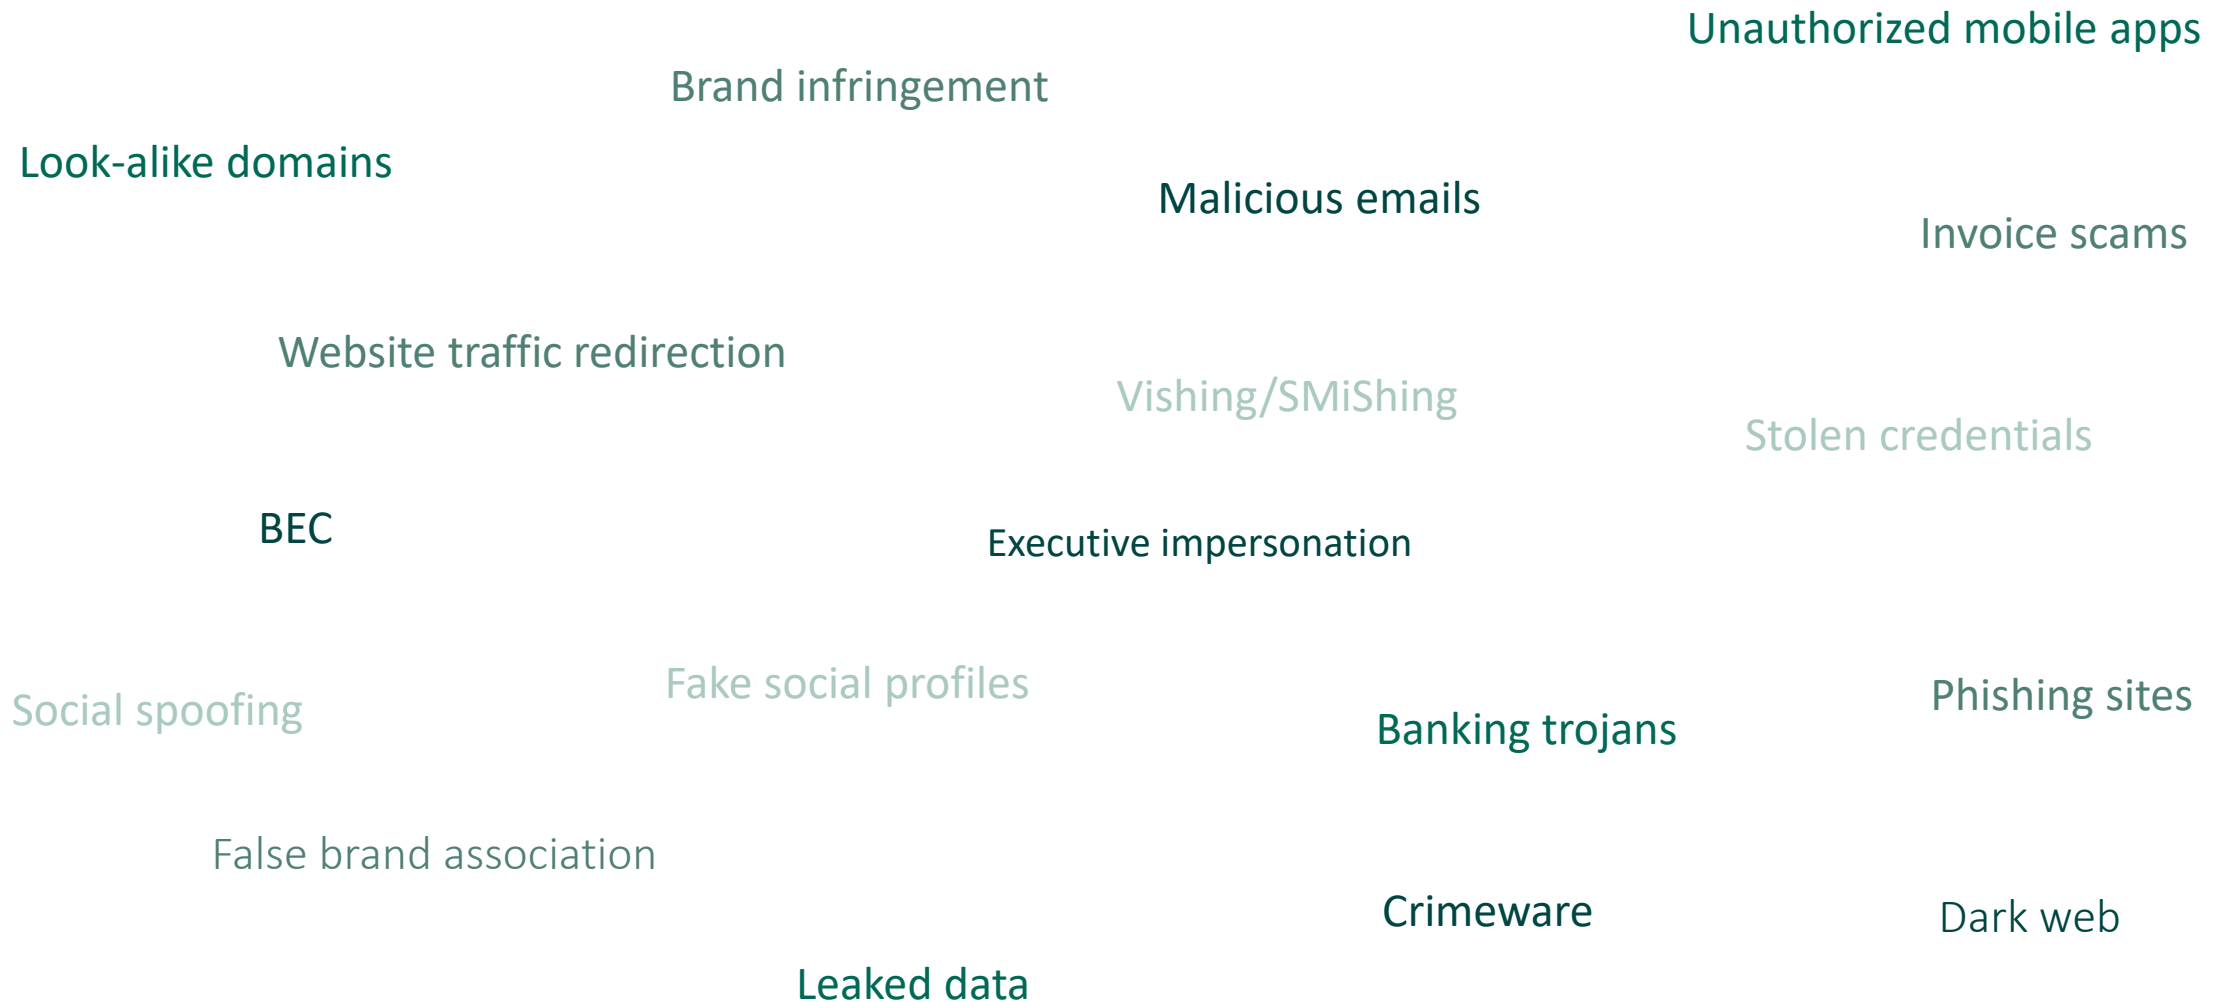 Unauthorized mobile apps
Brand infringement
Look-alike domains
Malicious emails
Invoice scams
Website traffic redirection
Vishing/SMiShing
Stolen credentials
BEC
Executive impersonation
Fake social profiles
Phishing sites
Social spoofing
Banking trojans
False brand association
Crimeware
Dark web
Leaked data